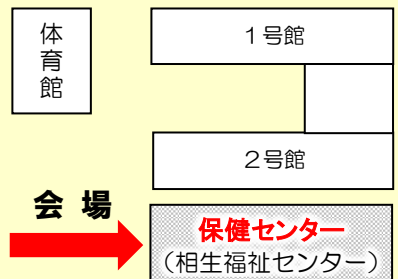 体育館
1号館
2号館
会場
保健センター
（相生福祉センター）